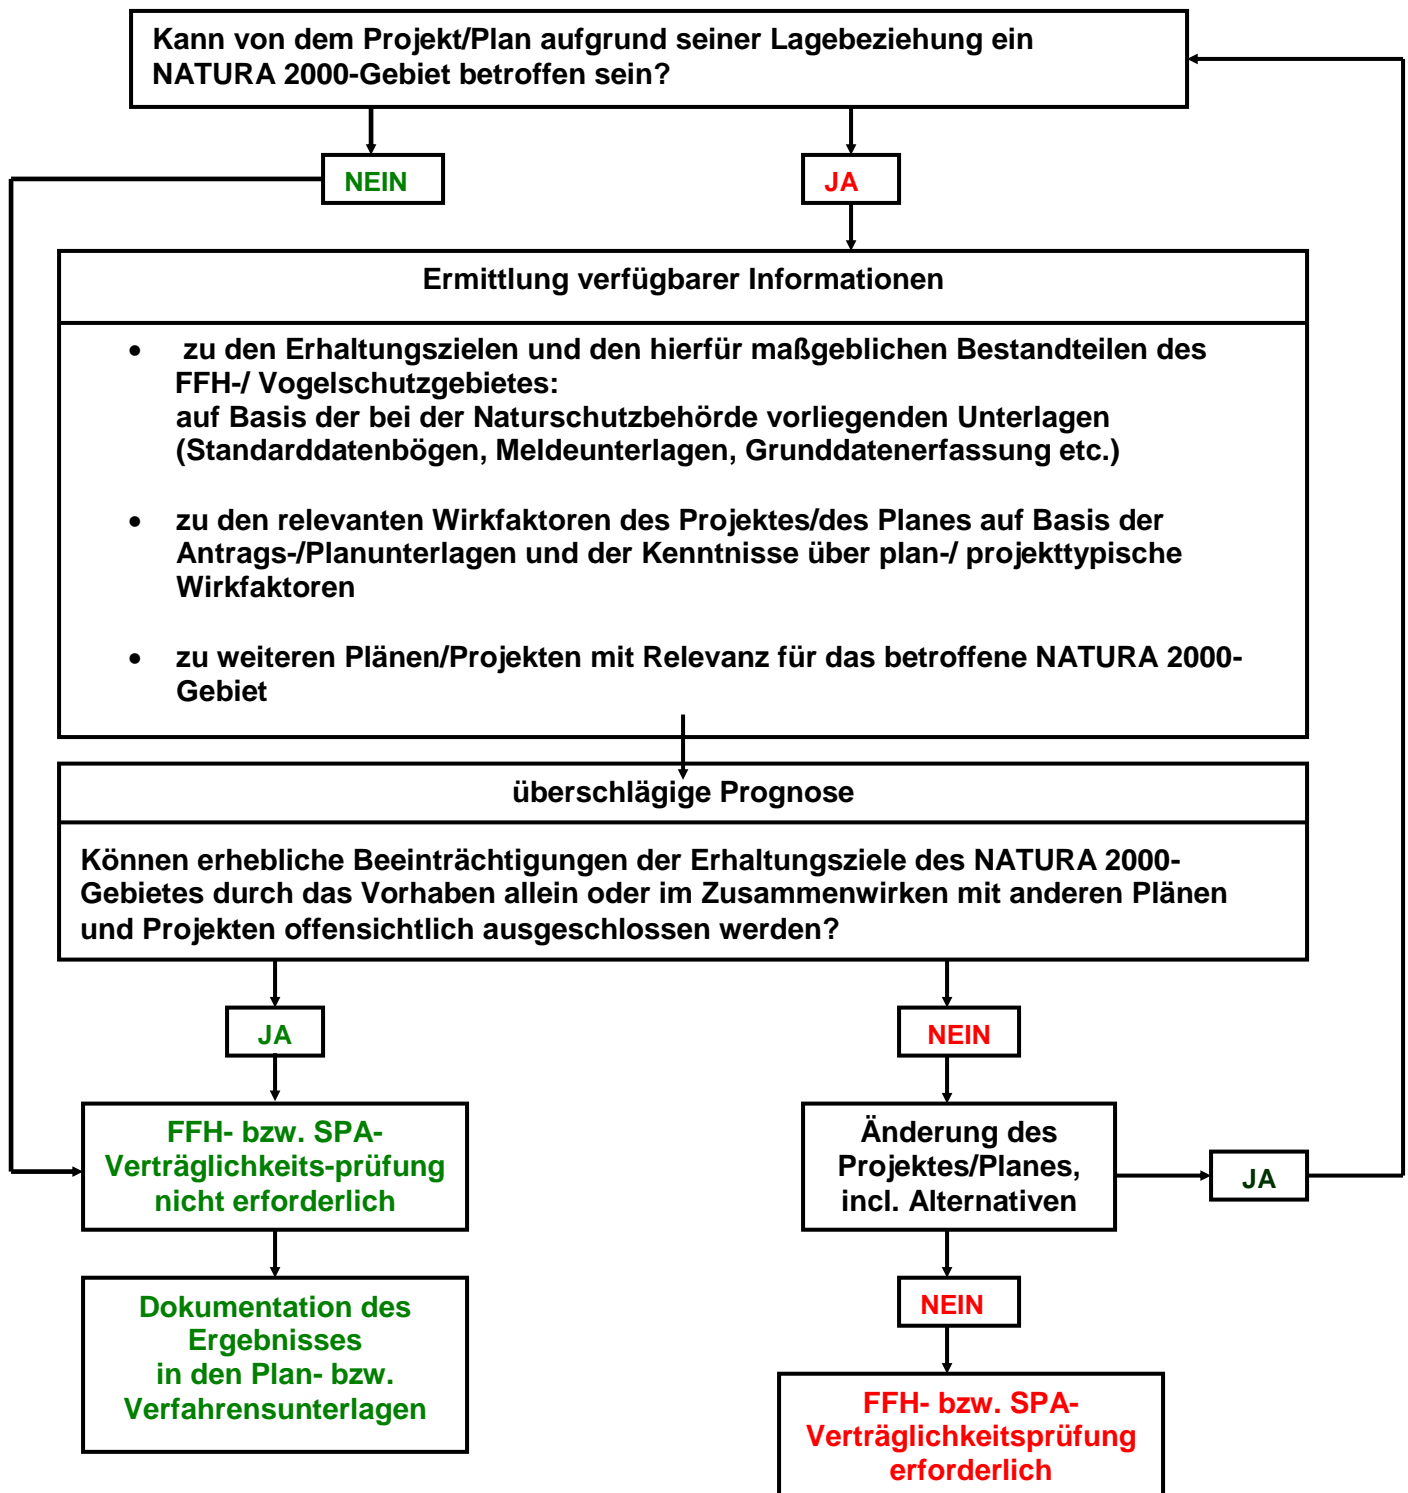 Kann von dem Projekt/Plan aufgrund seiner Lagebeziehung ein
NATURA 2000-Gebiet betroffen sein?
NEIN
JA
Ermittlung verfügbarer Informationen
• zu den Erhaltungszielen und den hierfür maßgeblichen Bestandteilen des
FFH-/ Vogelschutzgebietes:
auf Basis der bei der Naturschutzbehörde vorliegenden Unterlagen
(Standarddatenbögen, Meldeunterlagen, Grunddatenerfassung etc.)
• zu den relevanten Wirkfaktoren des Projektes/des Planes auf Basis der
Antrags-/Planunterlagen und der Kenntnisse über plan-/ projekttypische
Wirkfaktoren
• zu weiteren Plänen/Projekten mit Relevanz für das betroffene NATURA 2000-
Gebiet
überschlägige Prognose
Können erhebliche Beeinträchtigungen der Erhaltungsziele des NATURA 2000-
Gebietes durch das Vorhaben allein oder im Zusammenwirken mit anderen Plänen
und Projekten offensichtlich ausgeschlossen werden?
JA
NEIN
FFH- bzw. SPA-
Verträglichkeits-prüfung
nicht erforderlich
Änderung des
Projektes/Planes,
incl. Alternativen
JA
Dokumentation des
Ergebnisses
in den Plan- bzw.
Verfahrensunterlagen
NEIN
FFH- bzw. SPA-
Verträglichkeitsprüfung
erforderlich